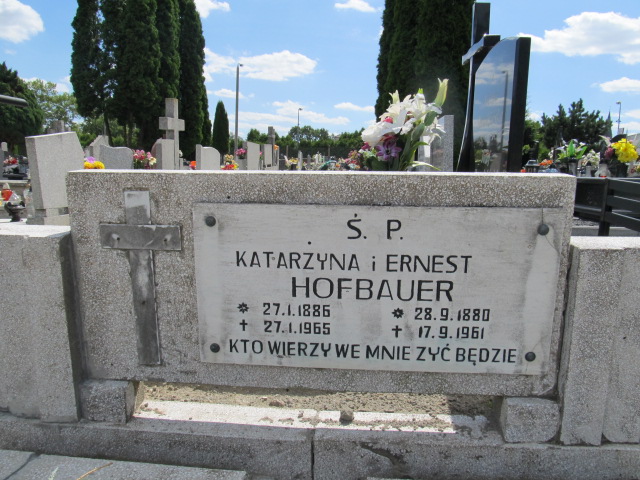 Ś. P.
KATARZYNA i ERNEST
HOFBAUER
* 27.1.1886 * 28.9.1880
† 27.1.1965 † 17.9.1961
KTO WIERZY WE MNIE ŻYĆ BĘDZIE